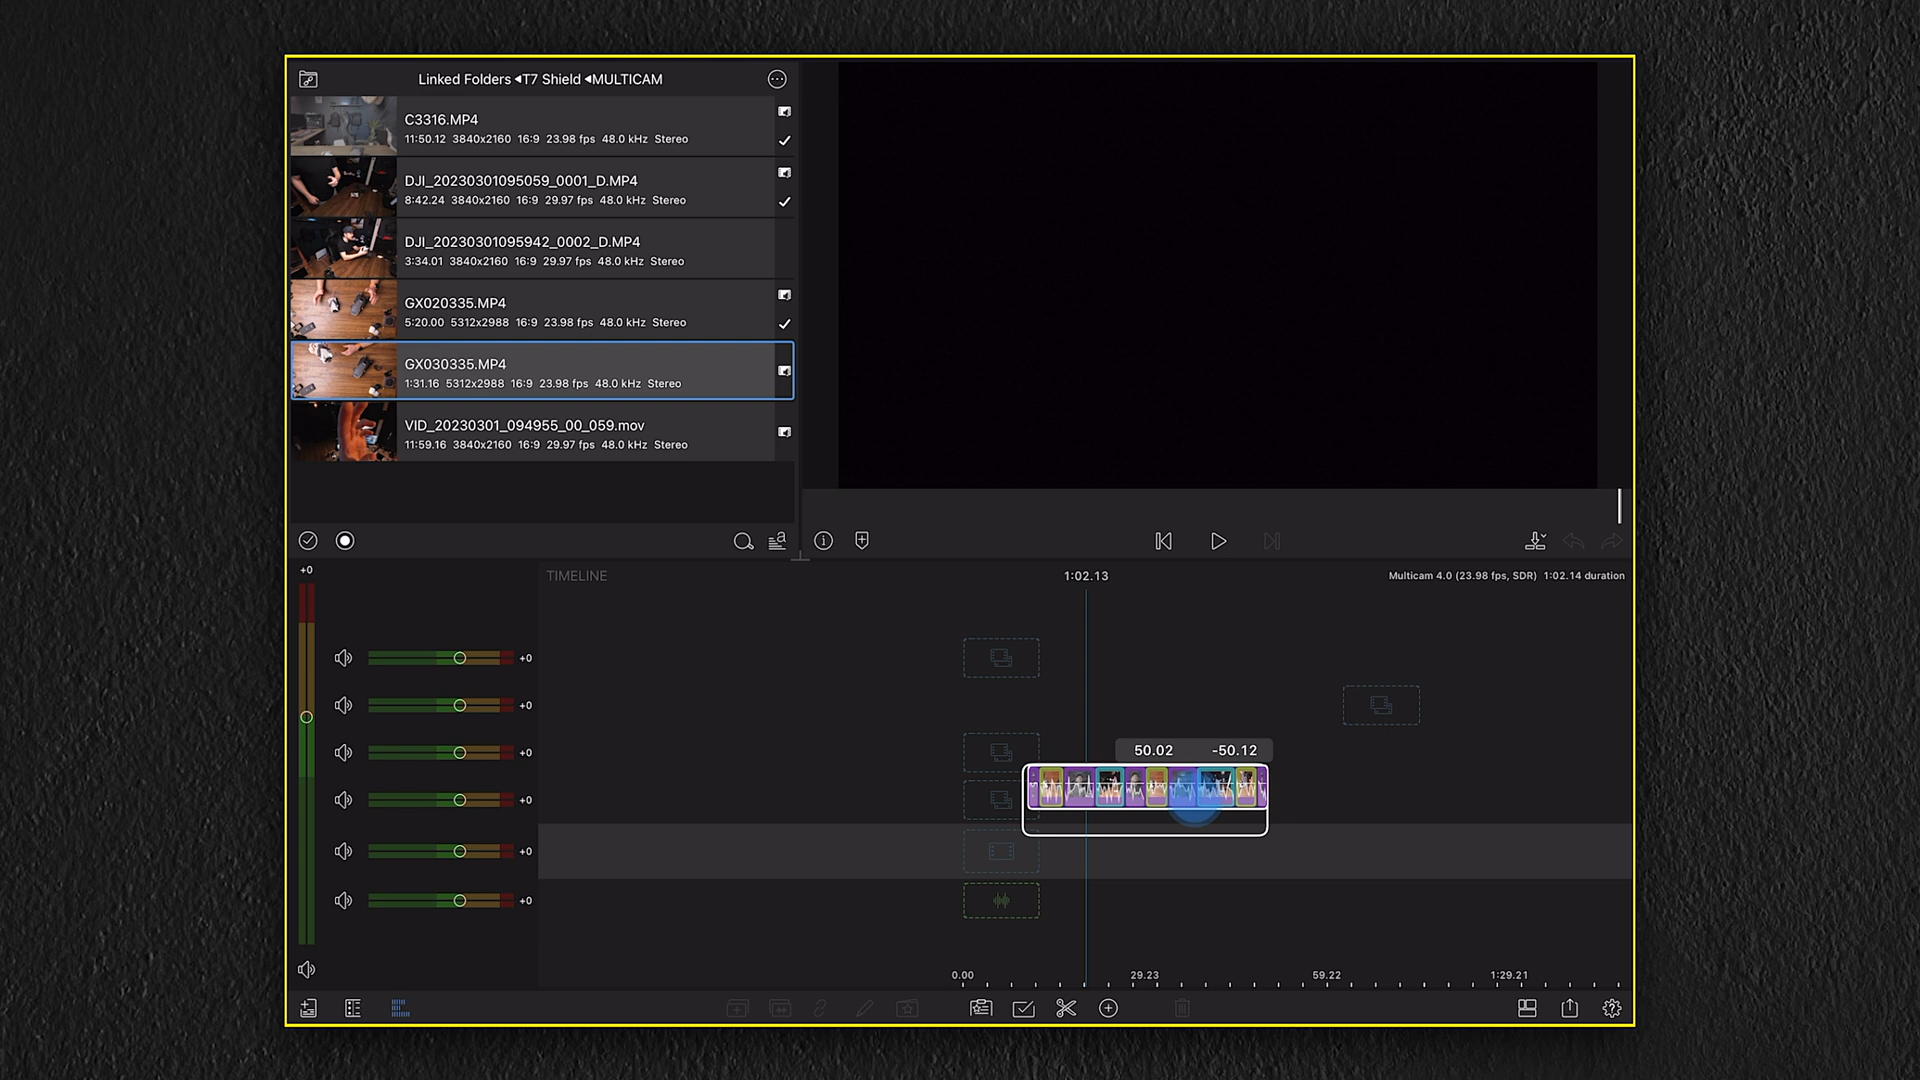 Linked Folders ◀T7 Shield ◀MULTICAM
C3316.MP4
11:50.12 3840x2160 16:9 23.98 fps 48.0 kHz Stereo
DJI_20230301095059_0001_D.MP4
8:42.24 3840x2160 16:9 29.97 fps 48.0 kHz Stereo
DJI_20230301095942_0002_D.MP4
3:34.01 3840x2160 16:9 29.97 fps 48.0 kHz Stereo
GX020335.MP4
5:20.00 5312x2988 16:9 23.98 fps 48.0 kHz Stereo
GX030335.MP4
1:31.16 5312x2988 16:9 23.98 fps 48.0 kHz Stereo
VID_20230301_094955_00_059.mov
11:59.16 3840x2160 16:9 29.97 fps 48.0 kHz Stereo
+0
TIMELINE
1:02.13
Multicam 4.0 (23.98 fps, SDR) 1:02.14 duration
+0
+0
+0
50.02 -50.12
+0
+0
+0
0.00 29.23 59.22 1:29.21